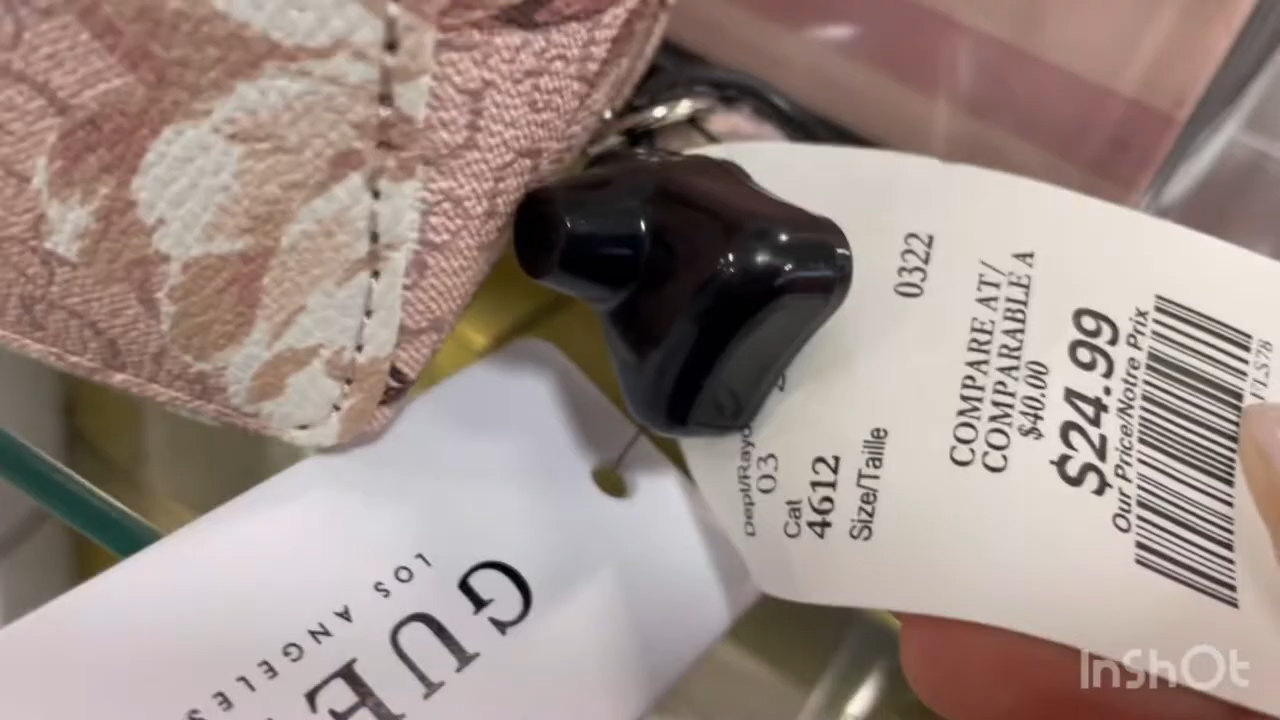 0322
COMPARE AT/
COMPARABLE A
$40.00
$24.99
Our Price/Notre Prix
Dept/Rayo
03
Cat
4612
Size/Taille
GUE
LOS ANGELES
InShOt